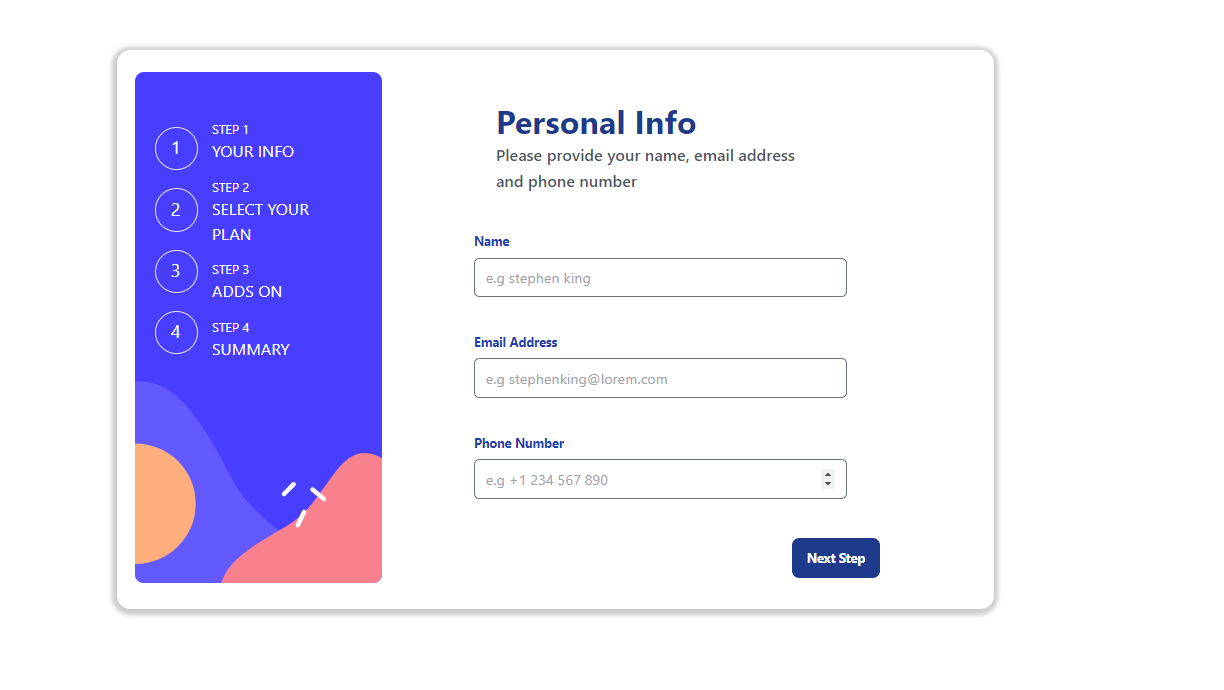 1
STEP 1
YOUR INFO
2
STEP 2
SELECT YOUR
PLAN
3
STEP 3
ADDS ON
4
STEP 4
SUMMARY
Personal Info
Please provide your name, email address
and phone number
Name
e.g stephen king
Email Address
e.g stephenking@lorem.com
Phone Number
e.g +1 234 567 890
Next Step